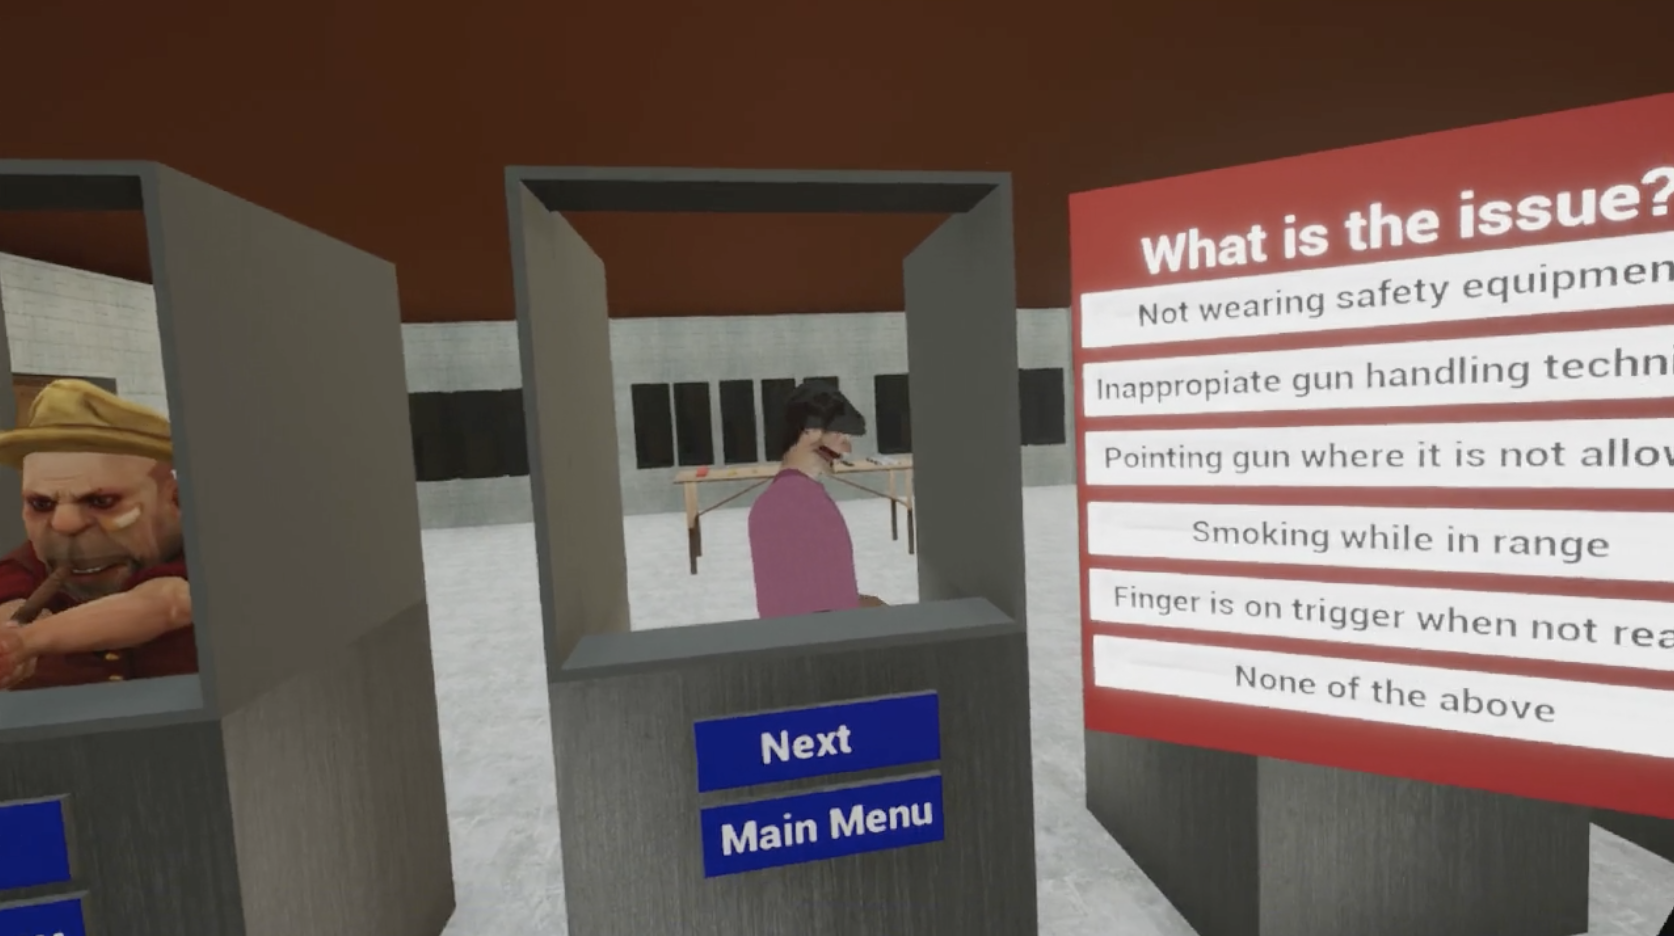 What is the issue?
Not wearing safety equipmen
Inappropiate gun handling techni
Pointing gun where it is not allow
Smoking while in range
Finger is on trigger when not rea
None of the above
Next
Main Menu